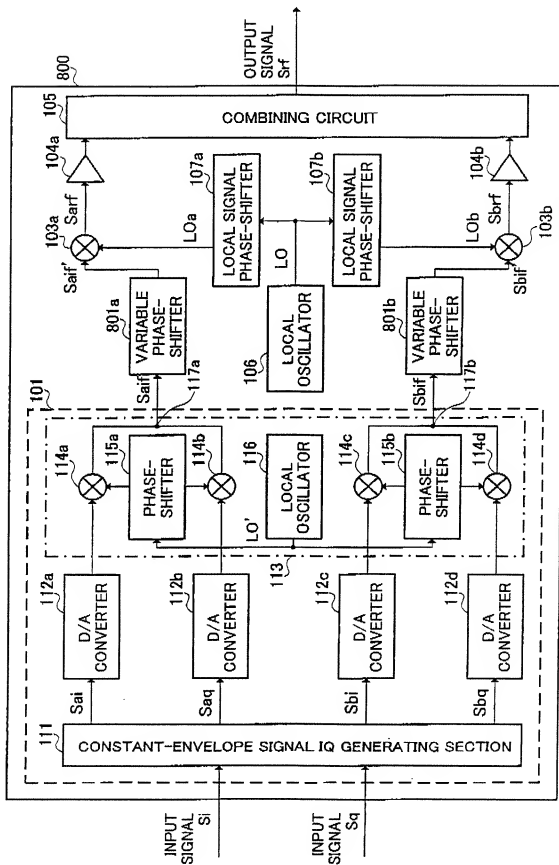 800
INPUT
SIGNAL
Si
INPUT
SIGNAL
Sq
111
CONSTANT-ENVELOPE SIGNAL IQ GENERATING SECTION
101
Sai
Saq
Sbi
Sbq
112a
D/A
CONVERTER
112b
D/A
CONVERTER
112c
D/A
CONVERTER
112d
D/A
CONVERTER
113
114a
115a
PHASE-
SHIFTER
114b
LO'
116
LOCAL
OSCILLATOR
114c
115b
PHASE-
SHIFTER
114d
117a
117b
Saif
801a
VARIABLE
PHASE-
SHIFTER
Sbif
801b
VARIABLE
PHASE-
SHIFTER
106
LOCAL
OSCILLATOR
LO
Saif'
103a
Sarf
LOa
107a
LOCAL SIGNAL
PHASE-SHIFTER
107b
LOCAL SIGNAL
PHASE-SHIFTER
LOb
Sbif'
103b
Sbrf
104a
104b
105
COMBINING CIRCUIT
OUTPUT
SIGNAL
Srf